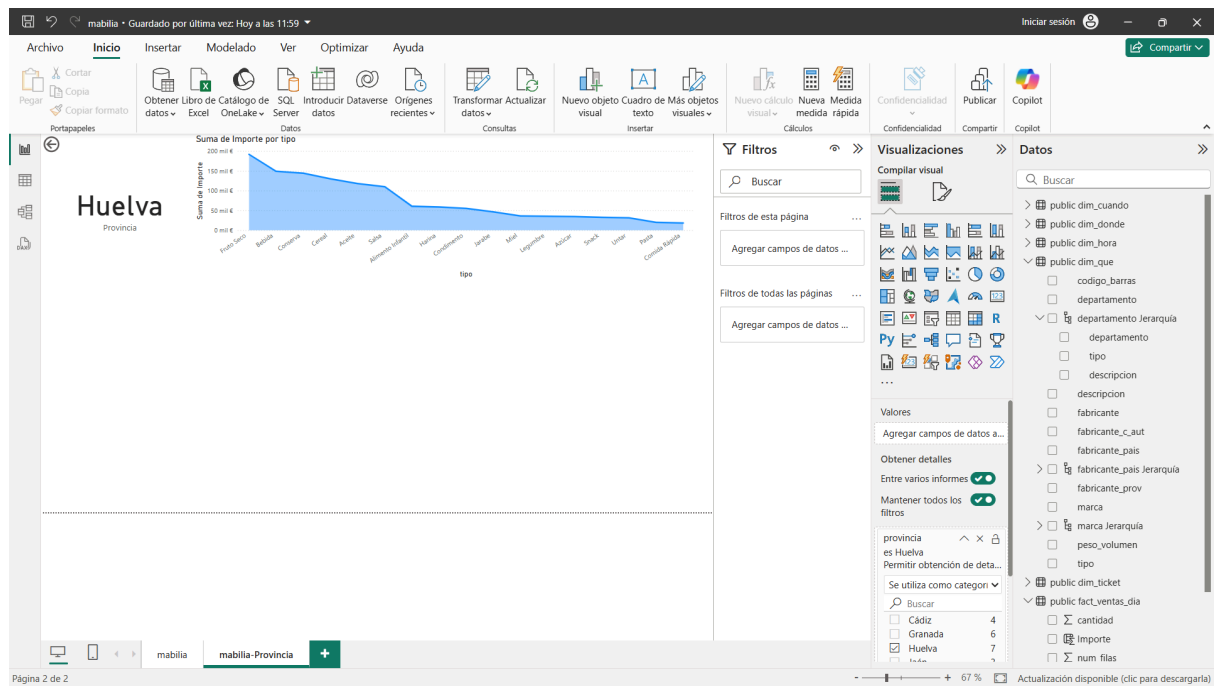 mabilia • Guardado por última vez: Hoy a las 11:59
Iniciar sesión
Archivo Inicio Insertar Modelado Ver Optimizar Ayuda
Compartir
Pegar
Cortar
Copia
Copiar formato
Portapapeles
Obtener datos
Libro de Excel
Catálogo de OneLake
SQL Server
Introducir datos
Dataverse
Orígenes recientes
Datos
Transformar datos
Actualizar
Consultas
Nuevo objeto visual
Cuadro de texto
Más objetos visuales
Insertar
Nuevo cálculo visual
Nueva medida
Medida rápida
Cálculos
Confidencialidad
Confidencialidad
Publicar
Compartir
Copilot
Copilot
Huelva
Provincia
Suma de Importe por tipo
Suma de Importe
200 mil €
150 mil €
100 mil €
50 mil €
0 mil €
Fruto Seco
Bebida
Conserva
Cereal
Aceite
Salsa
Alimento Infantil
Harina
Condimento
Jarabe
Miel
Legumbre
Azúcar
Snack
Untar
Pasta
Comida Rápida
tipo
Filtros
Buscar
Filtros de esta página ...
Agregar campos de datos ...
Filtros de todas las páginas ...
Agregar campos de datos ...
Visualizaciones
Compilar visual
123
R
Py
...
Valores
Agregar campos de datos a...
Obtener detalles
Entre varios informes
Mantener todos los
filtros
provincia
es Huelva
Permitir obtención de deta...
Se utiliza como categorí
Buscar
Cádiz 4
Granada 6
Huelva 7
Jaén
Datos
Buscar
public dim_cuando
public dim_donde
public dim_hora
public dim_que
codigo_barras
departamento
departamento Jerarquía
departamento
tipo
descripcion
descripcion
fabricante
fabricante_c_aut
fabricante_pais
fabricante_pais Jerarquía
fabricante_prov
marca
marca Jerarquía
peso_volumen
tipo
public dim_ticket
public fact_ventas_dia
cantidad
Importe
num_filas
mabilia
mabilia-Provincia
+
Página 2 de 2
- + 67 %
Actualización disponible (clic para descargarla)